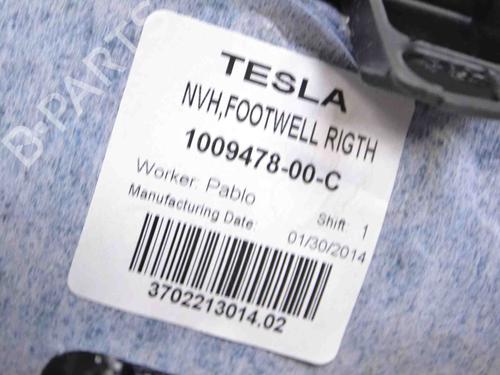 B-PARTS
TESLA
NVH,FOOTWELL RIGTH
1009478-00-C
Worker: Pablo
Shift: 1
Manufacturing Date: 01/30/2014
3702213014.02